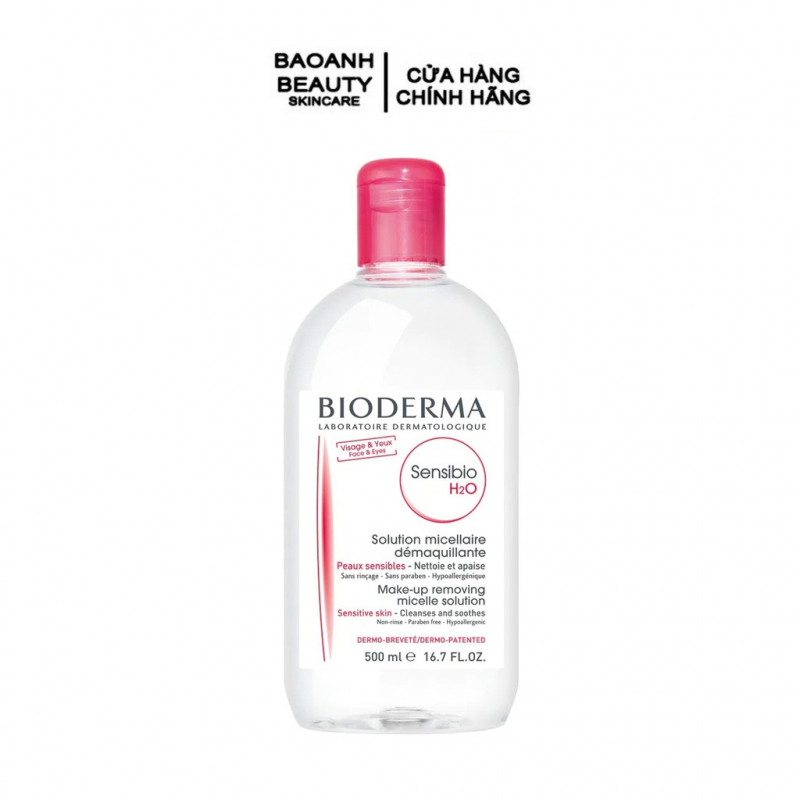 BAOANH
BEAUTY
SKINCARE
CỬA HÀNG
CHÍNH HÃNG
BIODERMA
LABORATOIRE DERMATOLOGIQUE
Visage & Yeux
Face & Eyes
Sensibio
H2O
Solution micellaire
démaquillante
Peaux sensibles - Nettoie et apaise
Sans rinçage - Sans paraben - Hypoallergénique
Make-up removing
micelle solution
Sensitive skin - Cleanses and soothes
Non-rinse - Paraben free - Hypoallergenic
DERMO-BREVETÉ/DERMO-PATENTED
500 ml ℮ 16.7 FL.OZ.